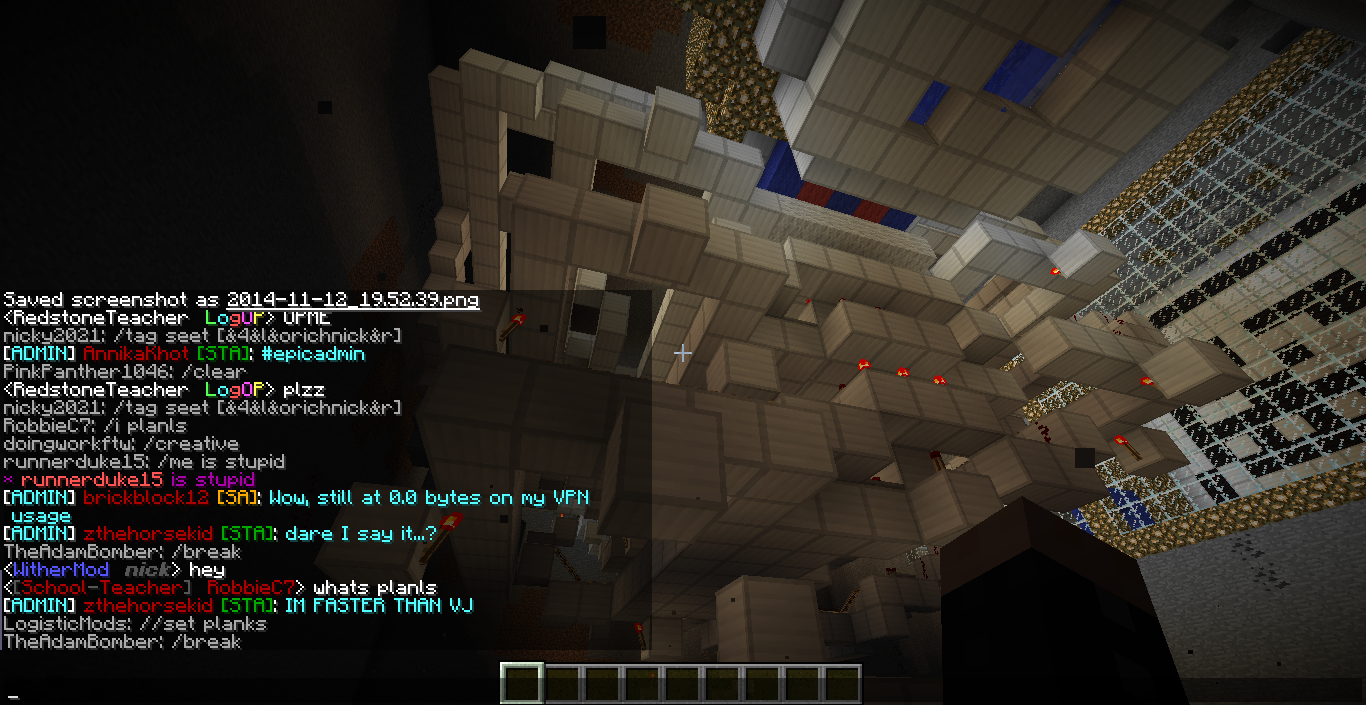 Saved screenshot as 2014-11-12_19.52.39.png
<RedstoneTeacher LogOP> OPME
nicky2021: /tag seet [&4&l&orichnick&r]
[ADMIN] AnnikaKhot [STA]: #epicadmin
PinkPanther1046: /clear
<RedstoneTeacher LogOP> plzz
nicky2021: /tag seet [&4&l&orichnick&r]
RobbieC7: /i planls
doingworkftw: /creative
runnerduke15: /me is stupid
* runnerduke15 is stupid
[ADMIN] brickblock12 [SA]: Wow, still at 0.0 bytes on my VPN
usage
[ADMIN] zthehorsekid [STA]: dare I say it...?
TheAdamBomber: /break
<WitherMod nick> hey
<[School-Teacher] RobbieC7> whats planls
[ADMIN] zthehorsekid [STA]: IM FASTER THAN VJ
LogisticMods: //set planks
TheAdamBomber: /break
_